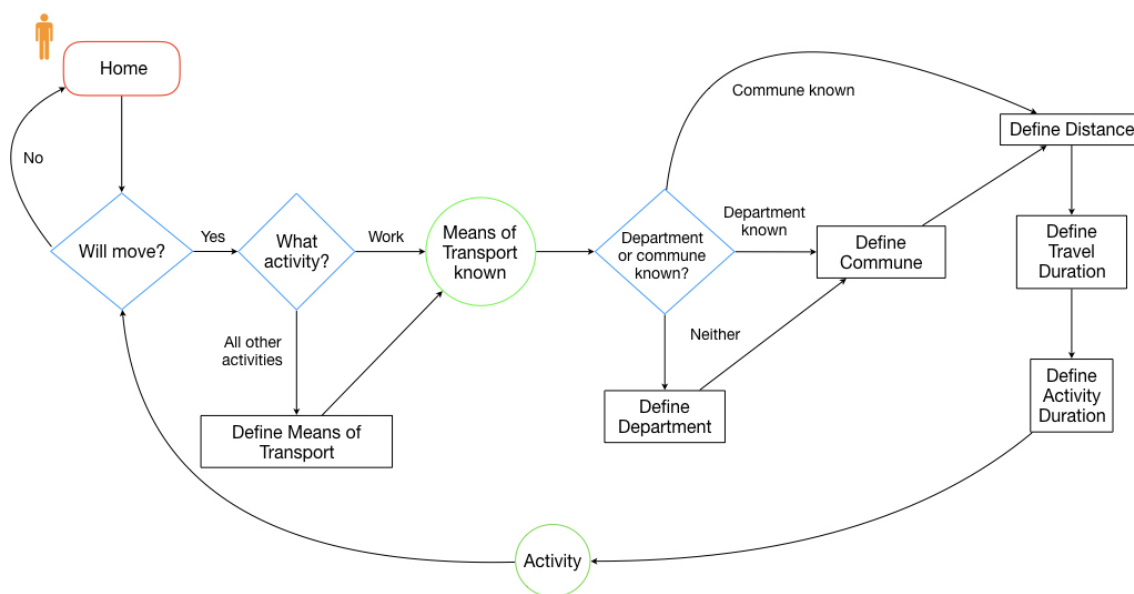 Home
No
Will move?
Yes
What
activity?
Work
All other
activities
Define Means of
Transport
Means of
Transport
known
Department
or commune
known?
Commune known
Department
known
Neither
Define
Department
Define
Commune
Define Distance
Define
Travel
Duration
Define
Activity
Duration
Activity